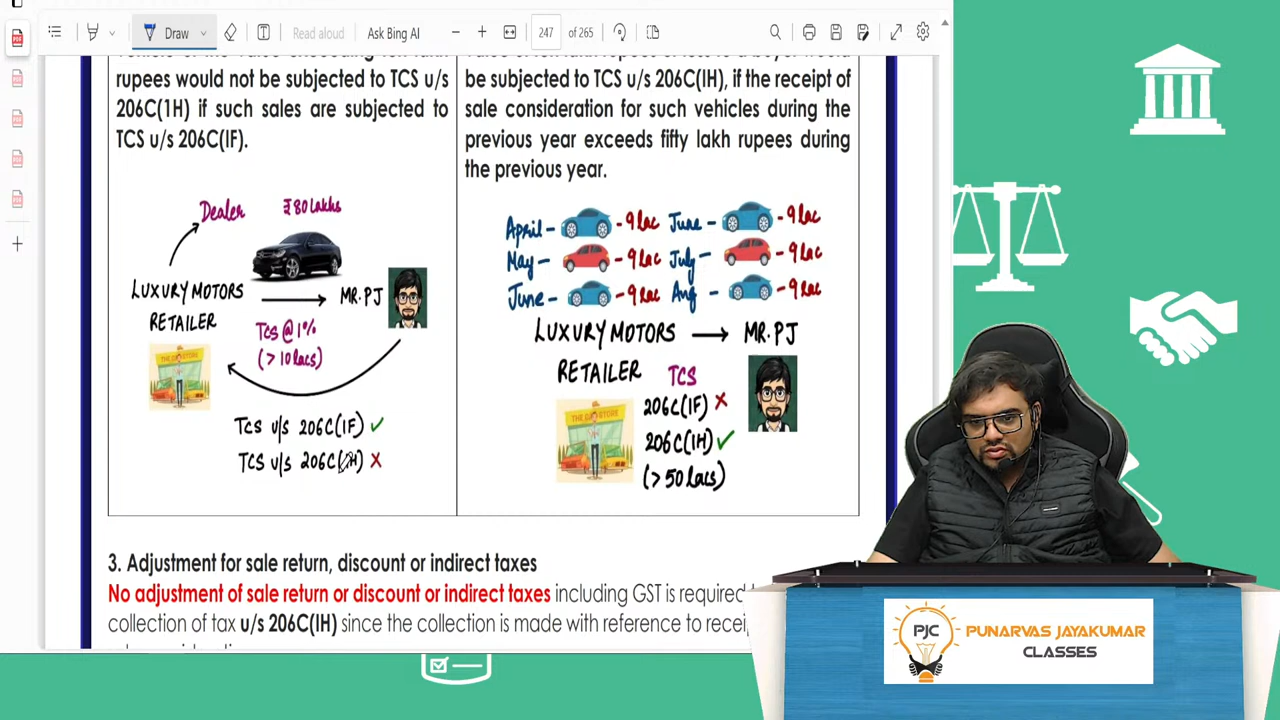 Draw
Read aloud
Ask Bing AI
247
of 265
rupees would not be subjected to TCS u/s
206C(1H) if such sales are subjected to
TCS u/s 206C(IF).
Dealer
₹80 lakhs
LUXURY MOTORS
RETAILER
MR. PJ
TCS @ 1%
(> 10 lacs)
TCS u/s 206C(1F) ✓
TCS u/s 206C(1H) ×
be subjected to TCS u/s 206C(IH), if the receipt of
sale consideration for such vehicles during the
previous year exceeds fifty lakh rupees during
the previous year.
April – - 9 lac June – - 9 lac
May – - 9 lac July – - 9 lac
June – - 9 lac Aug – - 9 lac
LUXURY MOTORS → MR. PJ
RETAILER
TCS
206C(1F) ×
206C(1H) ✓
(> 50 lacs)
3. Adjustment for sale return, discount or indirect taxes
No adjustment of sale return or discount or indirect taxes including GST is required
collection of tax u/s 206C(IH) since the collection is made with reference to
PJC
PUNARVAS JAYAKUMAR
CLASSES